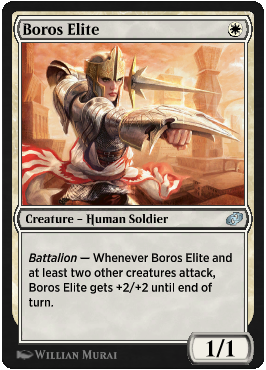 Boros Elite
Creature – Human Soldier
Battalion — Whenever Boros Elite and
at least two other creatures attack,
Boros Elite gets +2/+2 until end of
turn.
1/1
WILLIAN MURAI